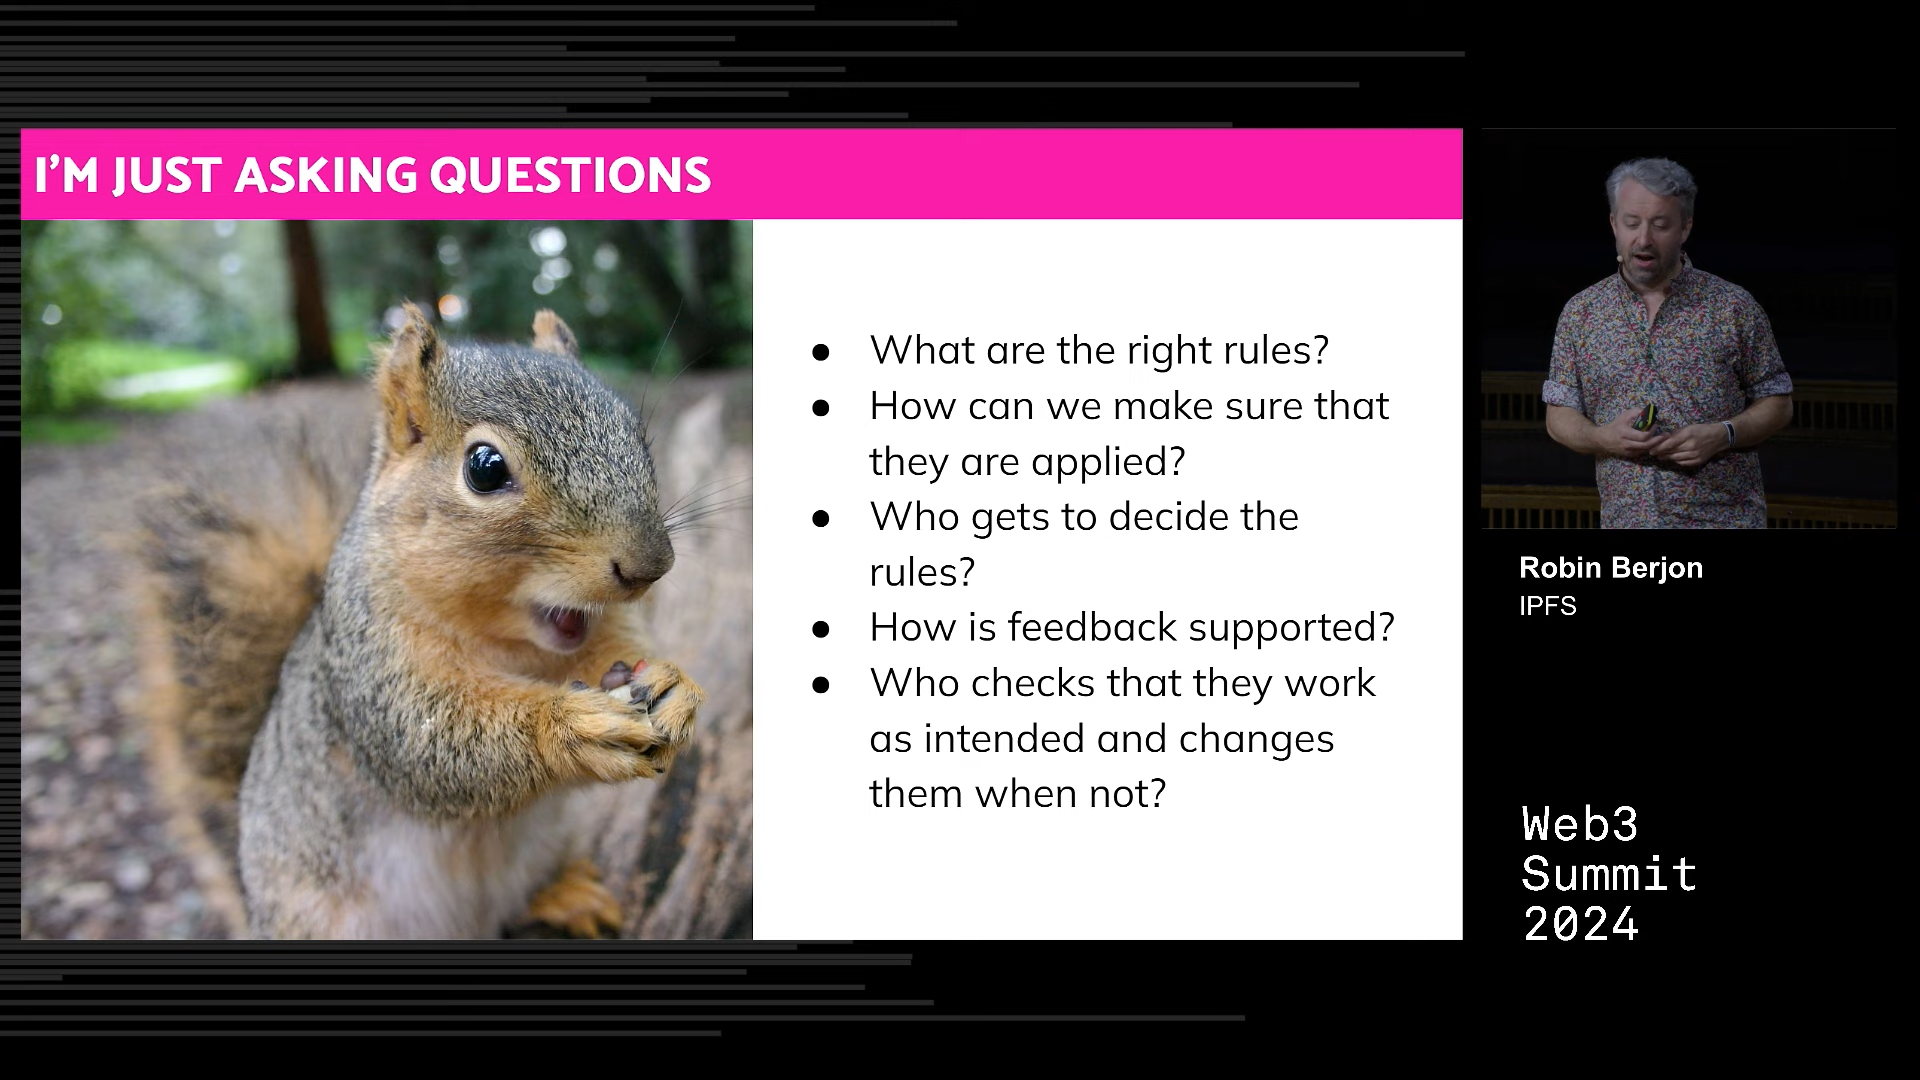 I'M JUST ASKING QUESTIONS
● What are the right rules?
● How can we make sure that
they are applied?
● Who gets to decide the
rules?
● How is feedback supported?
● Who checks that they work
as intended and changes
them when not?
Robin Berjon
IPFS
Web3
Summit
2024